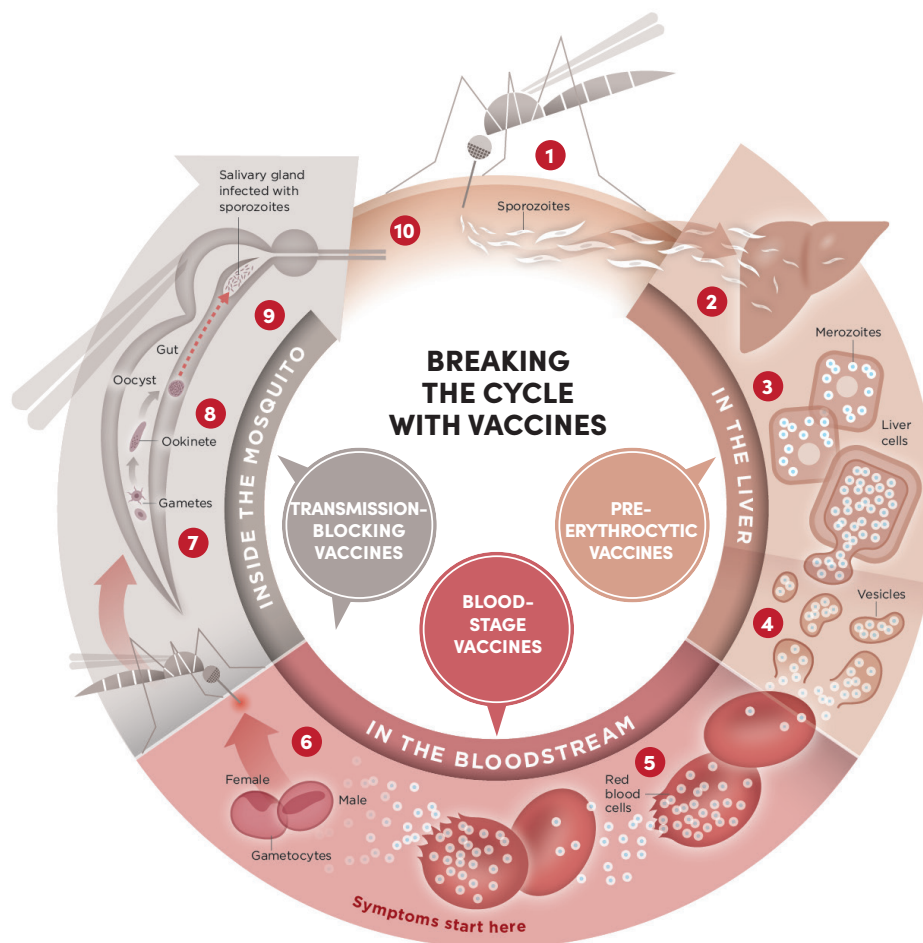 BREAKING
THE CYCLE
WITH VACCINES
1
Sporozoites
2
IN THE LIVER
Merozoites
3
Liver
cells
4
Vesicles
PRE-
ERYTHROCYTIC
VACCINES
IN THE BLOODSTREAM
5
Red
blood
cells
BLOOD-
STAGE
VACCINES
Symptoms start here
6
Female
Male
Gametocytes
INSIDE THE MOSQUITO
TRANSMISSION-
BLOCKING
VACCINES
7
Gametes
Ookinete
8
Oocyst
Gut
9
Salivary gland
infected with
sporozoites
10